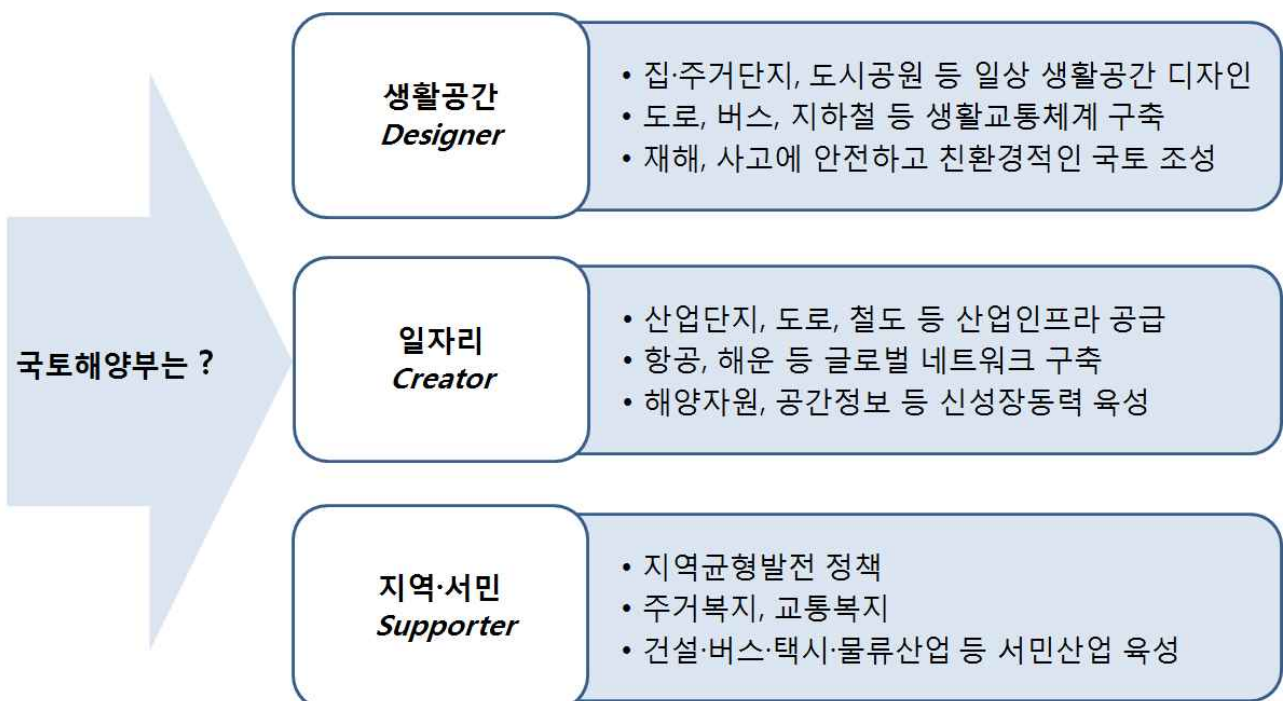 국토해양부는 ?
생활공간
Designer
• 집·주거단지, 도시공원 등 일상 생활공간 디자인
• 도로, 버스, 지하철 등 생활교통체계 구축
• 재해, 사고에 안전하고 친환경적인 국토 조성
일자리
Creator
• 산업단지, 도로, 철도 등 산업인프라 공급
• 항공, 해운 등 글로벌 네트워크 구축
• 해양자원, 공간정보 등 신성장동력 육성
지역·서민
Supporter
• 지역균형발전 정책
• 주거복지, 교통복지
• 건설·버스·택시·물류산업 등 서민산업 육성